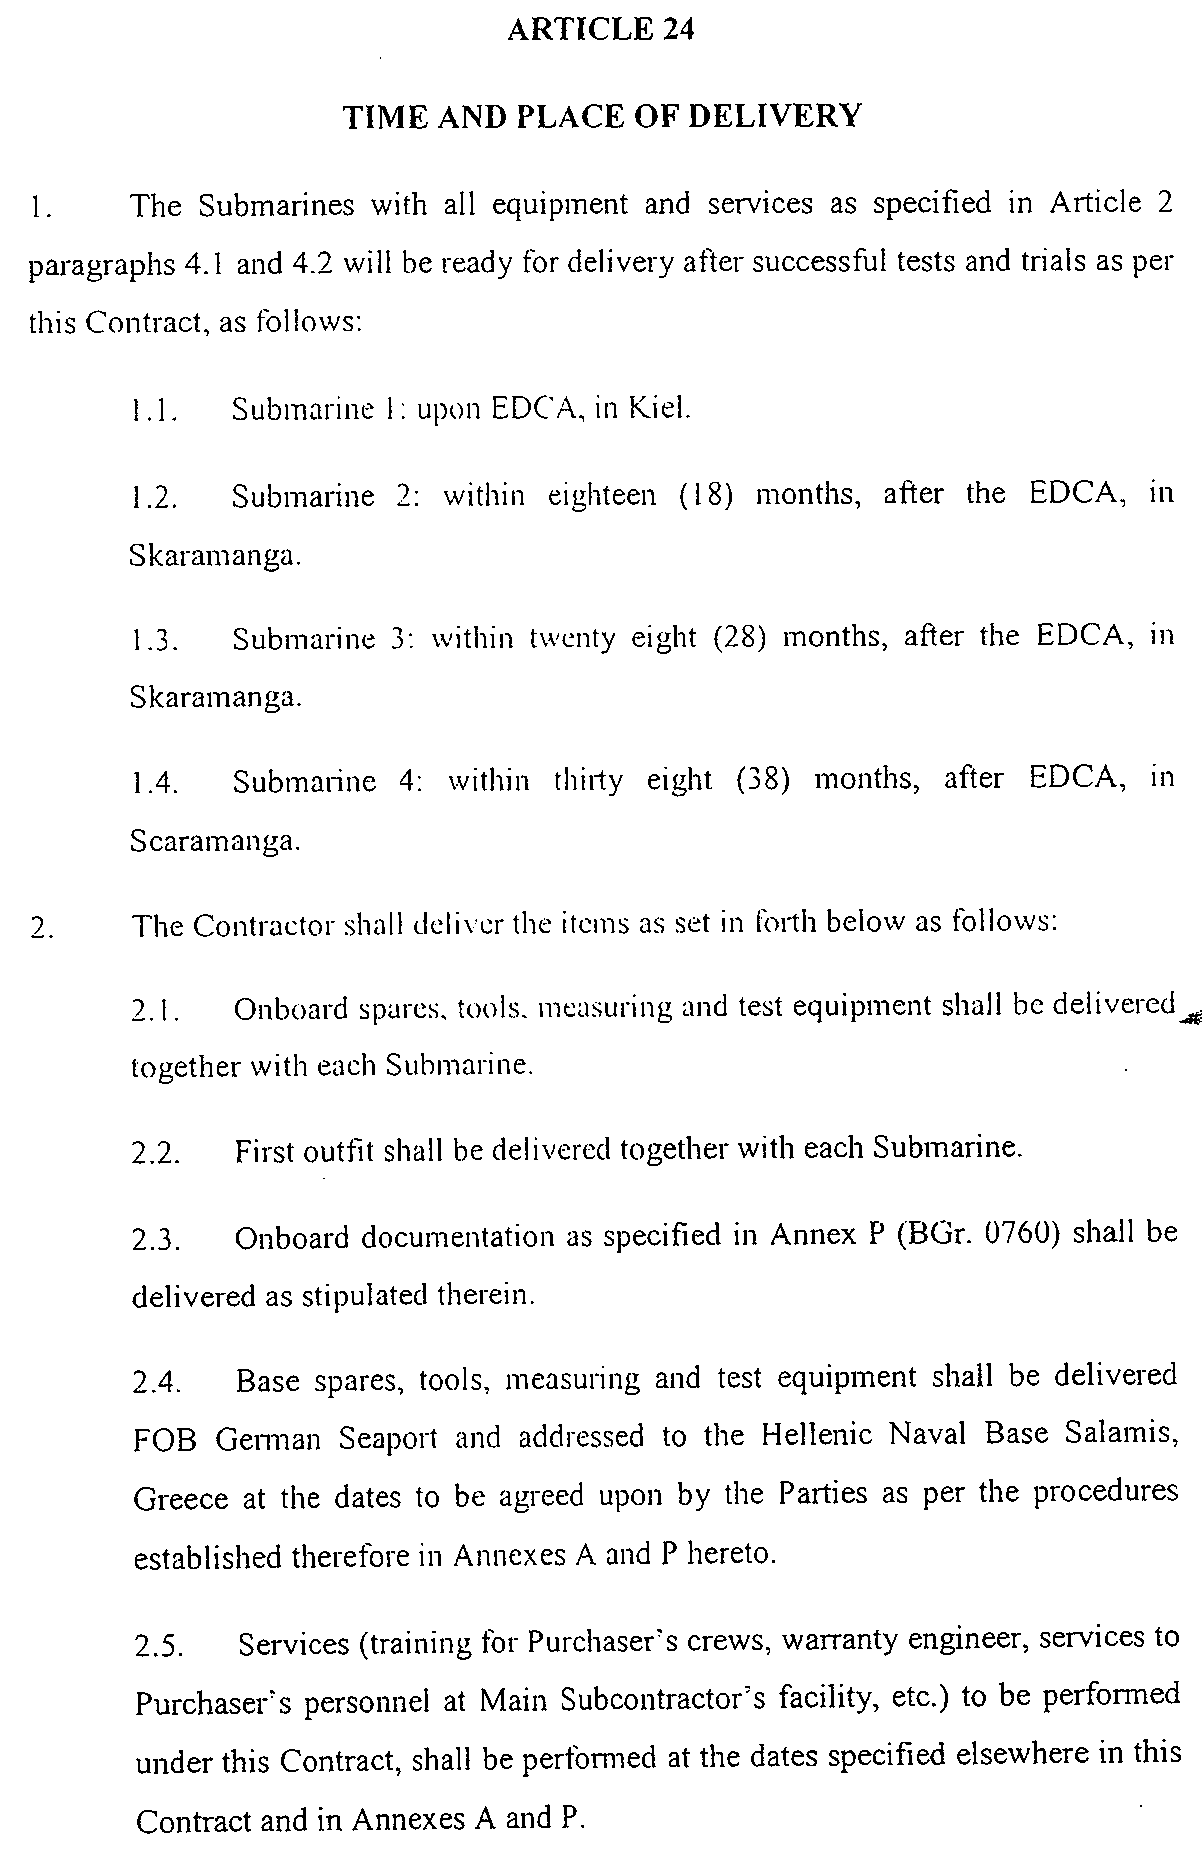 ARTICLE 24
TIME AND PLACE OF DELIVERY
1. The Submarines with all equipment and services as specified in Article 2
paragraphs 4.1 and 4.2 will be ready for delivery after successful tests and trials as per
this Contract, as follows:
1.1. Submarine 1: upon EDCA, in Kiel.
1.2. Submarine 2: within eighteen (18) months, after the EDCA, in
Skaramanga.
1.3. Submarine 3: within twenty eight (28) months, after the EDCA, in
Skaramanga.
1.4. Submarine 4: within thirty eight (38) months, after EDCA, in
Scaramanga.
2. The Contractor shall deliver the items as set in forth below as follows:
2.1. Onboard spares, tools, measuring and test equipment shall be delivered
together with each Submarine.
2.2. First outfit shall be delivered together with each Submarine.
2.3. Onboard documentation as specified in Annex P (BGr. 0760) shall be
delivered as stipulated therein.
2.4. Base spares, tools, measuring and test equipment shall be delivered
FOB German Seaport and addressed to the Hellenic Naval Base Salamis,
Greece at the dates to be agreed upon by the Parties as per the procedures
established therefore in Annexes A and P hereto.
2.5. Services (training for Purchaser's crews, warranty engineer, services to
Purchaser's personnel at Main Subcontractor's facility, etc.) to be performed
under this Contract, shall be performed at the dates specified elsewhere in this
Contract and in Annexes A and P.